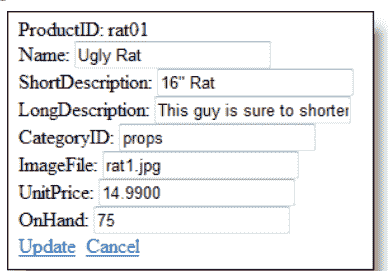 ProductID: rat01
Name: Ugly Rat
ShortDescription: 16" Rat
LongDescription: This guy is sure to shorter
CategoryID: props
ImageFile: rat1.jpg
UnitPrice: 14.9900
OnHand: 75
Update Cancel